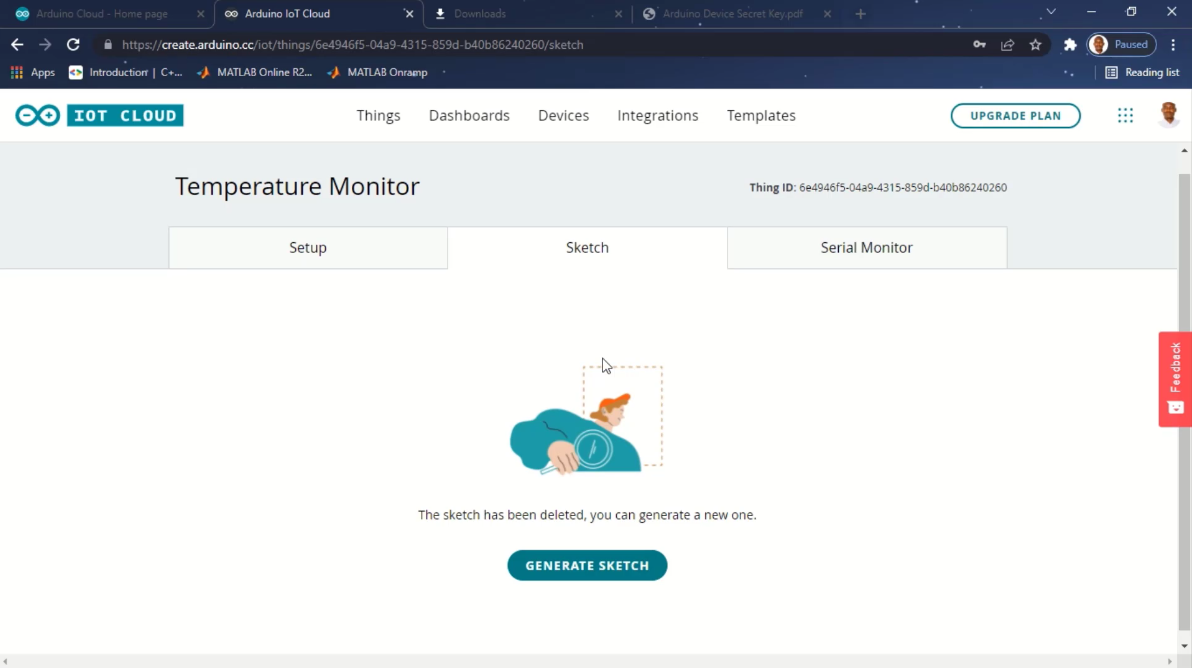 Arduino Cloud - Home page
Arduino IoT Cloud
Downloads
Arduino Device Secret Key.pdf
https://create.arduino.cc/iot/things/6e4946f5-04a9-4315-859d-b40b86240260/sketch
Paused
Apps
Introductiorr | C+...
MATLAB Online R2...
MATLAB Onramp
Reading list
IOT CLOUD
Things
Dashboards
Devices
Integrations
Templates
UPGRADE PLAN
Temperature Monitor
Thing ID: 6e4946f5-04a9-4315-859d-b40b86240260
Setup
Sketch
Serial Monitor
Feedback
The sketch has been deleted, you can generate a new one.
GENERATE SKETCH